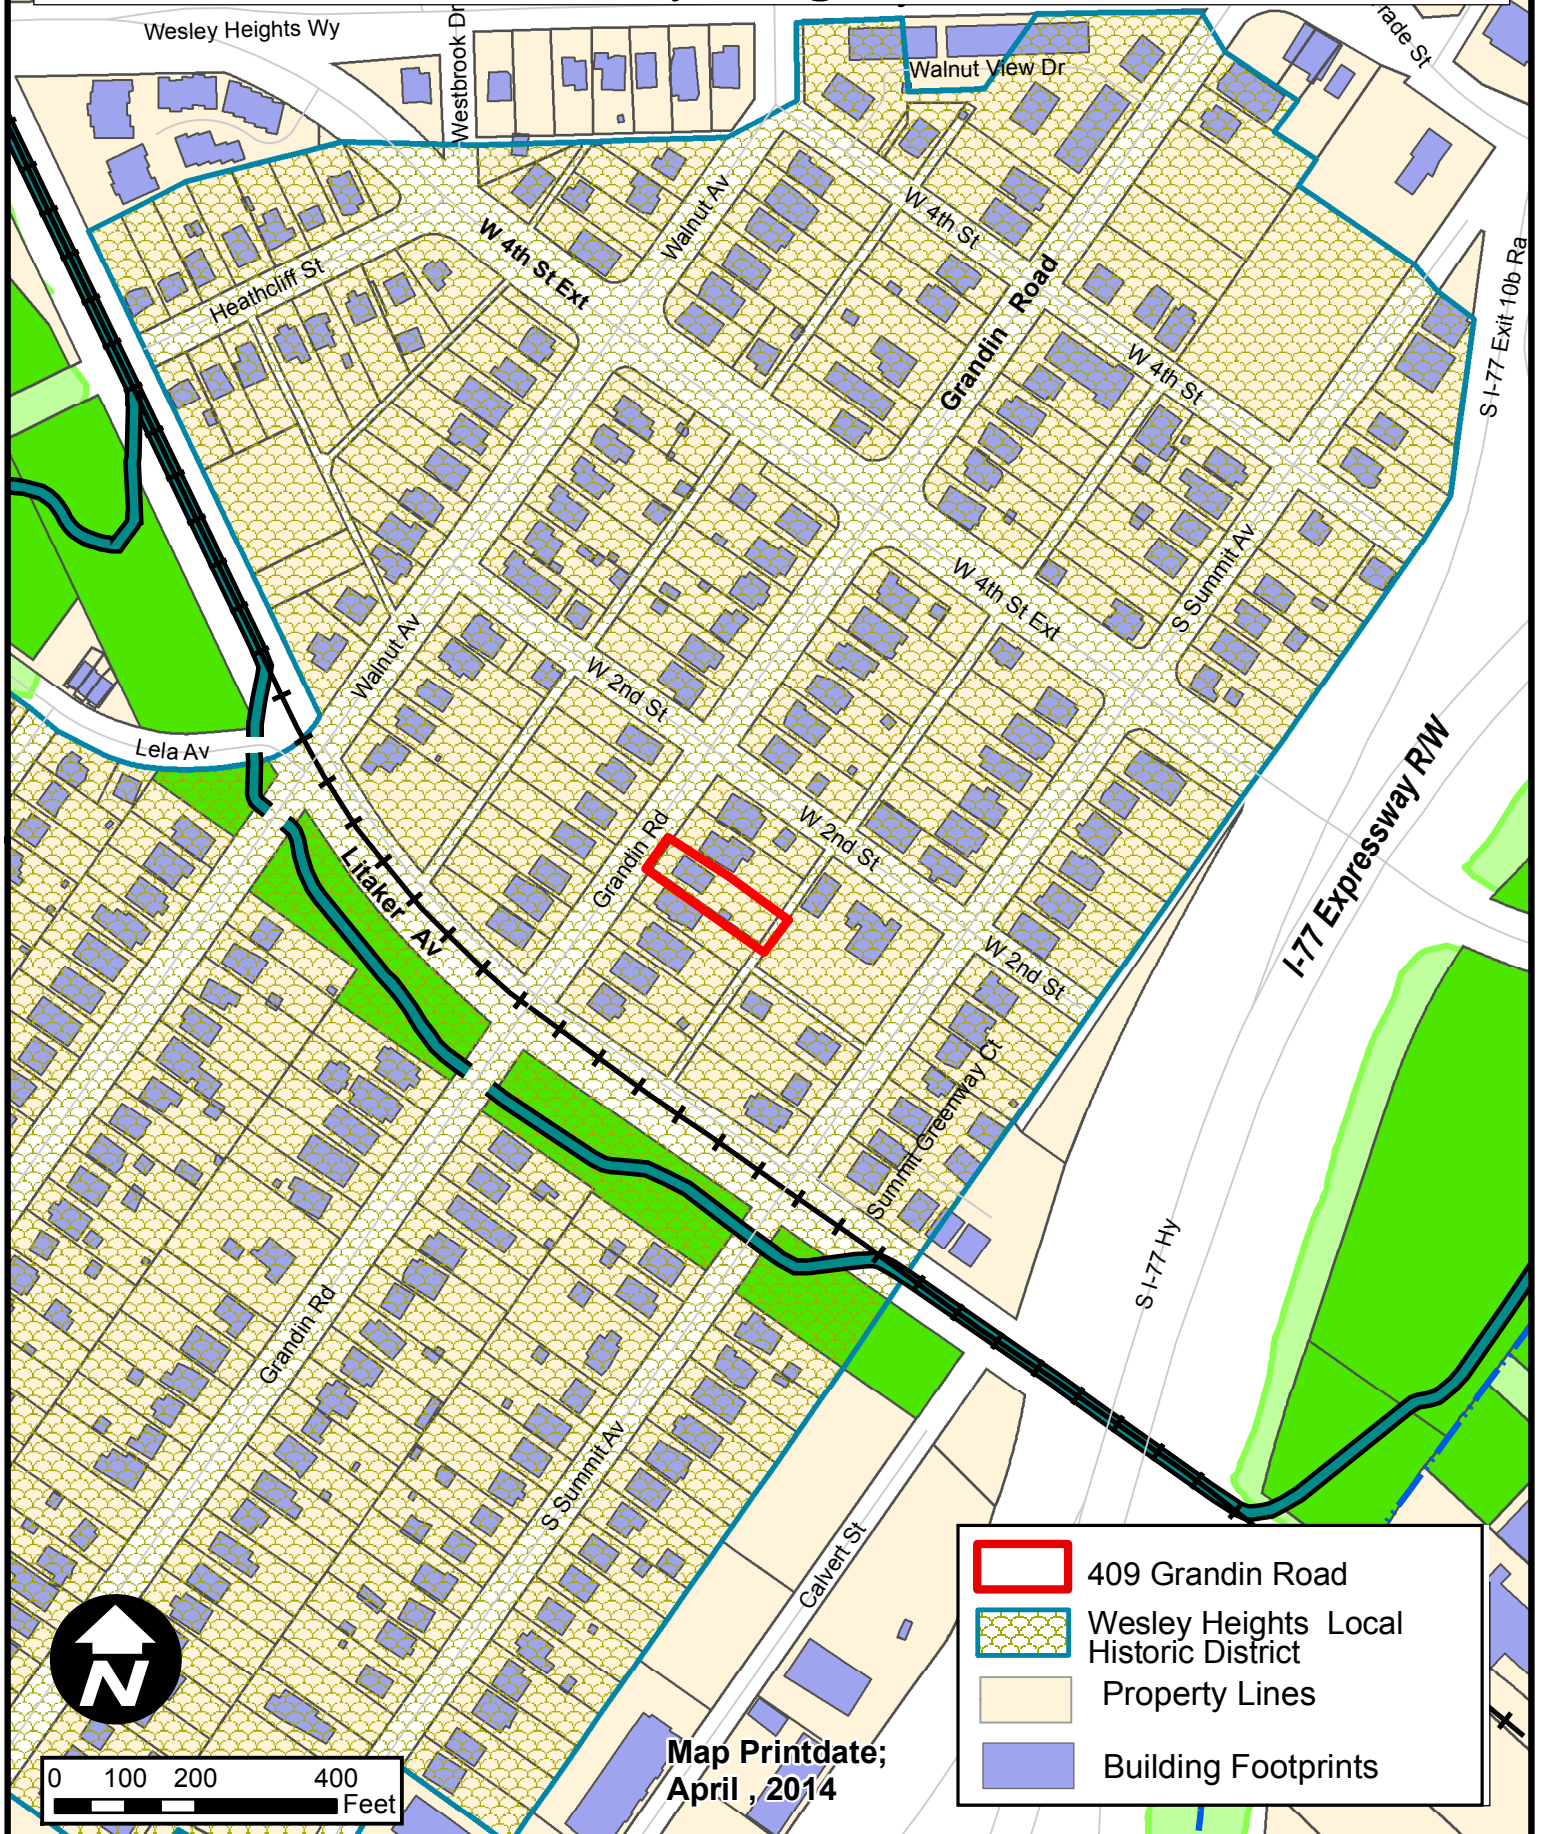 Wesley Heights Wy
Westbrook Dr
rade St
Walnut View Dr
Walnut Av
W 4th St
W 4th St Ext
Heathcliff St
Grandin Road
S I-77 Exit 10b Ra
W 4th St
S Summit Av
W 4th St Ext
Walnut Av
W 2nd St
Lela Av
I-77 Expressway R/W
Grandin Rd
W 2nd St
Litaker Av
W 2nd St
Summit Greenway Ct
S I-77 Hy
Grandin Rd
S Summit Av
Calvert St
409 Grandin Road
Wesley Heights Local
Historic District
Property Lines
Building Footprints
N
Map Printdate;
April , 2014
0 100 200 400
Feet